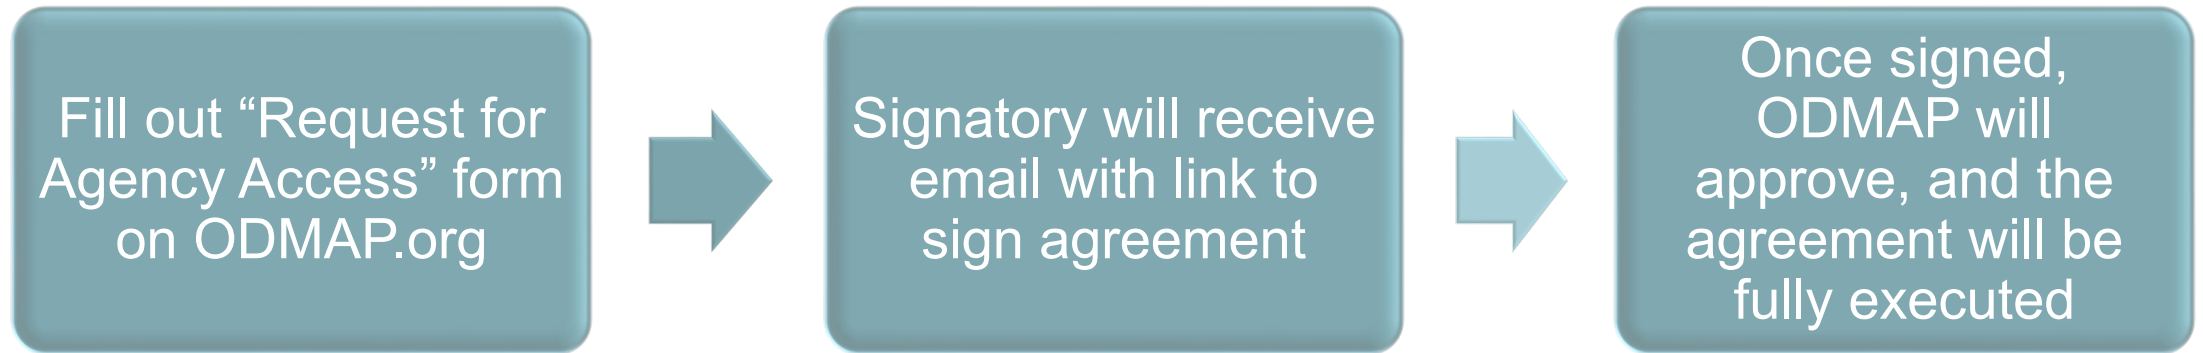 Fill out “Request for
Agency Access” form
on ODMAP.org
Signatory will receive
email with link to
sign agreement
Once signed,
ODMAP will
approve, and the
agreement will be
fully executed